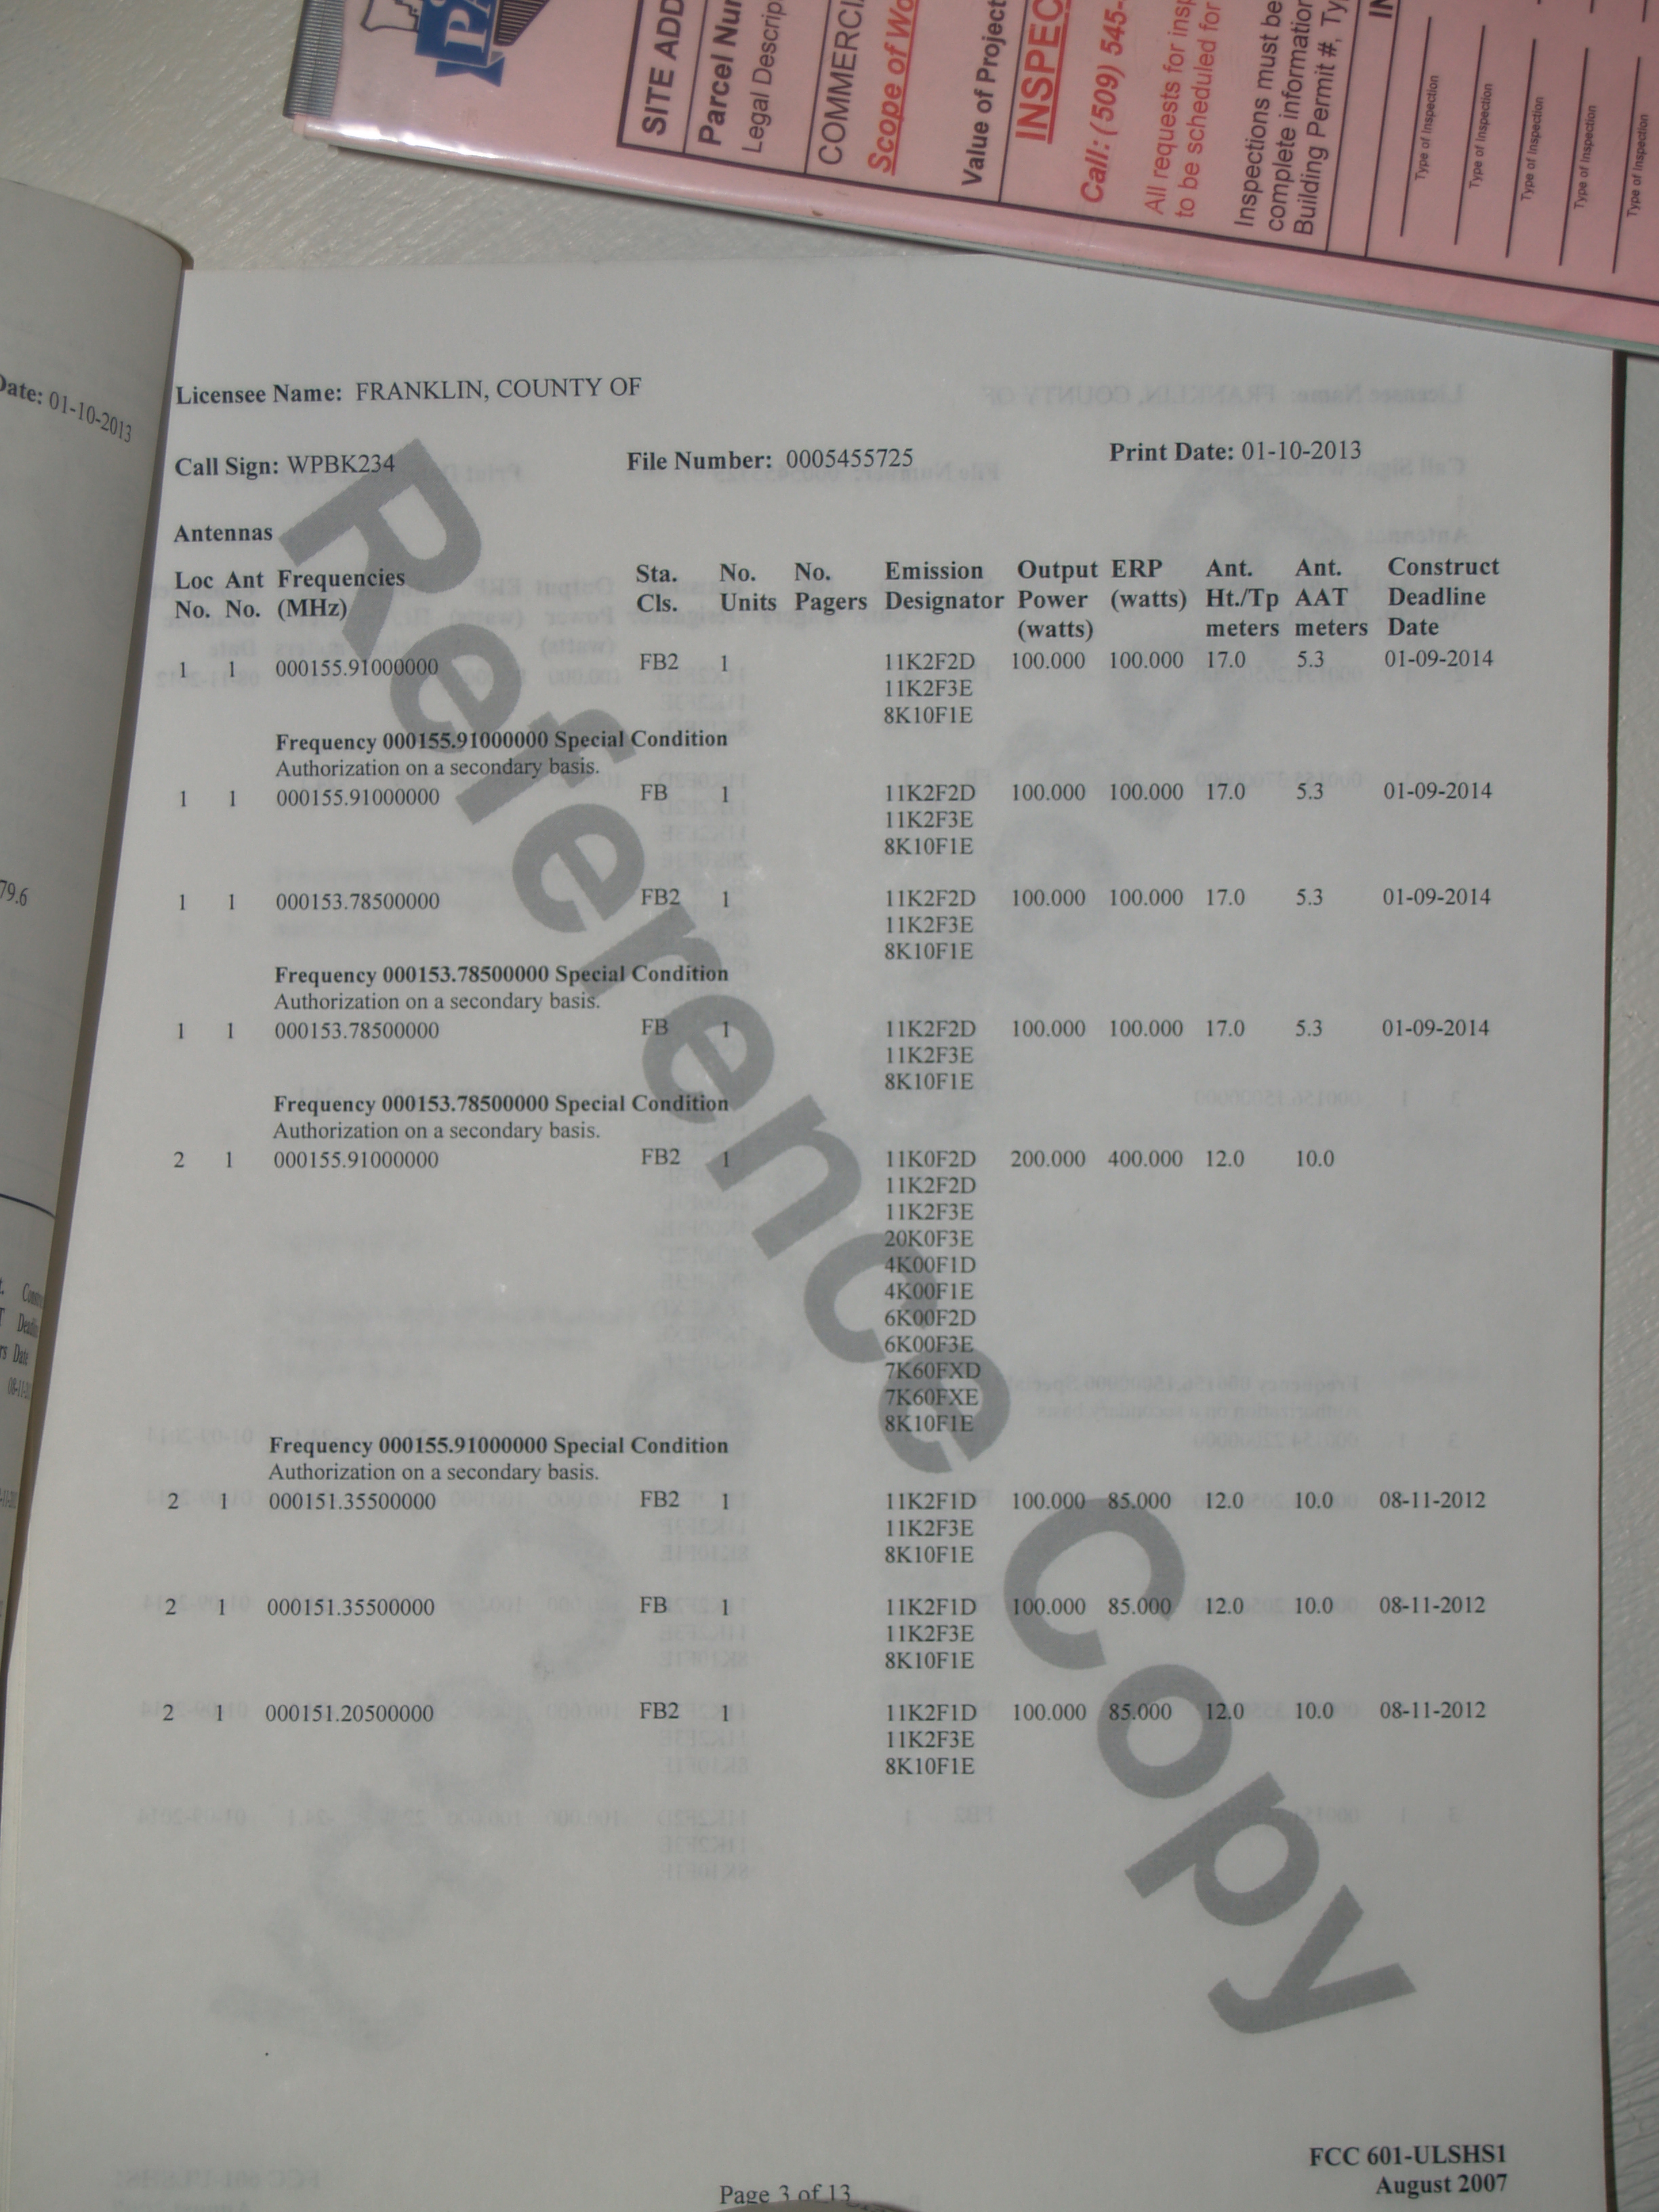 PA
SITE ADD
Parcel Nu
Legal Descrip
COMMERCI
Scope of Wo
Value of Project
INSPEC
Call: (509) 545-
All requests for insp
to be scheduled for
Inspections must be
complete information
Building Permit #, Ty
IN
Type of Inspection
Type of Inspection
Type of Inspection
Type of Inspection
Type of Inspection
Date: 01-10-2013
79.6
Licensee Name: FRANKLIN, COUNTY OF
Call Sign: WPBK234 File Number: 0005455725 Print Date: 01-10-2013
Antennas
Loc Ant Frequencies Sta. No. No. Emission Output ERP Ant. Ant. Construct
No. No. (MHz) Cls. Units Pagers Designator Power (watts) Ht./Tp AAT Deadline
(watts) meters meters Date
1 1 000155.91000000 FB2 1 11K2F2D 100.000 100.000 17.0 5.3 01-09-2014
11K2F3E
8K10F1E
Frequency 000155.91000000 Special Condition
Authorization on a secondary basis.
1 1 000155.91000000 FB 1 11K2F2D 100.000 100.000 17.0 5.3 01-09-2014
11K2F3E
8K10F1E
1 1 000153.78500000 FB2 1 11K2F2D 100.000 100.000 17.0 5.3 01-09-2014
11K2F3E
8K10F1E
Frequency 000153.78500000 Special Condition
Authorization on a secondary basis.
1 1 000153.78500000 FB 1 11K2F2D 100.000 100.000 17.0 5.3 01-09-2014
11K2F3E
8K10F1E
Frequency 000153.78500000 Special Condition
Authorization on a secondary basis.
2 1 000155.91000000 FB2 1 11K0F2D 200.000 400.000 12.0 10.0
11K2F2D
11K2F3E
20K0F3E
4K00F1D
4K00F1E
6K00F2D
6K00F3E
7K60FXD
7K60FXE
8K10F1E
Frequency 000155.91000000 Special Condition
Authorization on a secondary basis.
2 1 000151.35500000 FB2 1 11K2F1D 100.000 85.000 12.0 10.0 08-11-2012
11K2F3E
8K10F1E
2 1 000151.35500000 FB 1 11K2F1D 100.000 85.000 12.0 10.0 08-11-2012
11K2F3E
8K10F1E
2 1 000151.20500000 FB2 1 11K2F1D 100.000 85.000 12.0 10.0 08-11-2012
11K2F3E
8K10F1E
Reference Copy
FCC 601-ULSHS1
August 2007
Page 3 of 13